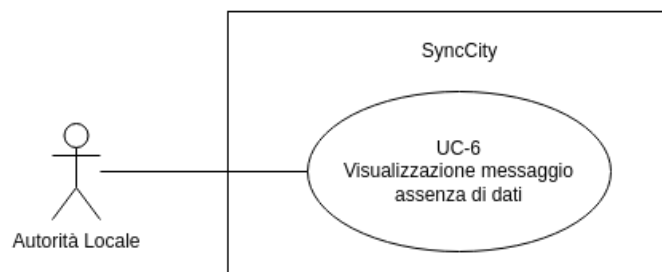 SyncCity
UC-6
Visualizzazione messaggio
assenza di dati
Autorità Locale